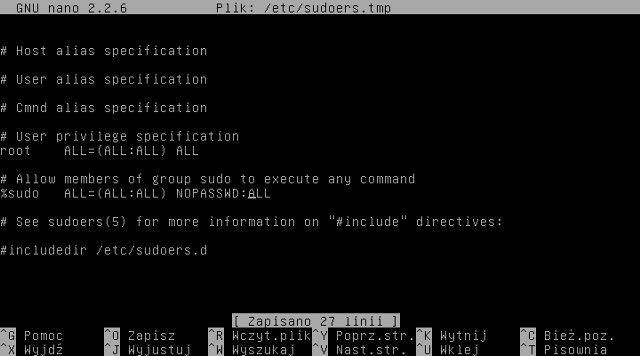 GNU nano 2.2.6 Plik: /etc/sudoers.tmp
# Host alias specification
# User alias specification
# Cmnd alias specification
# User privilege specification
root ALL=(ALL:ALL) ALL
# Allow members of group sudo to execute any command
%sudo ALL=(ALL:ALL) NOPASSWD:ALL
# See sudoers(5) for more information on "#include" directives:
#includedir /etc/sudoers.d
[ Zapisano 27 linii ]
^G Pomoc ^O Zapisz ^R Wczyt.plik ^Y Poprz.str. ^K Wytnij ^C Bież.poz.
^X Wyjdź ^J Wyjustuj ^W Wyszukaj ^V Nast.str. ^U Wklej ^T Pisownia